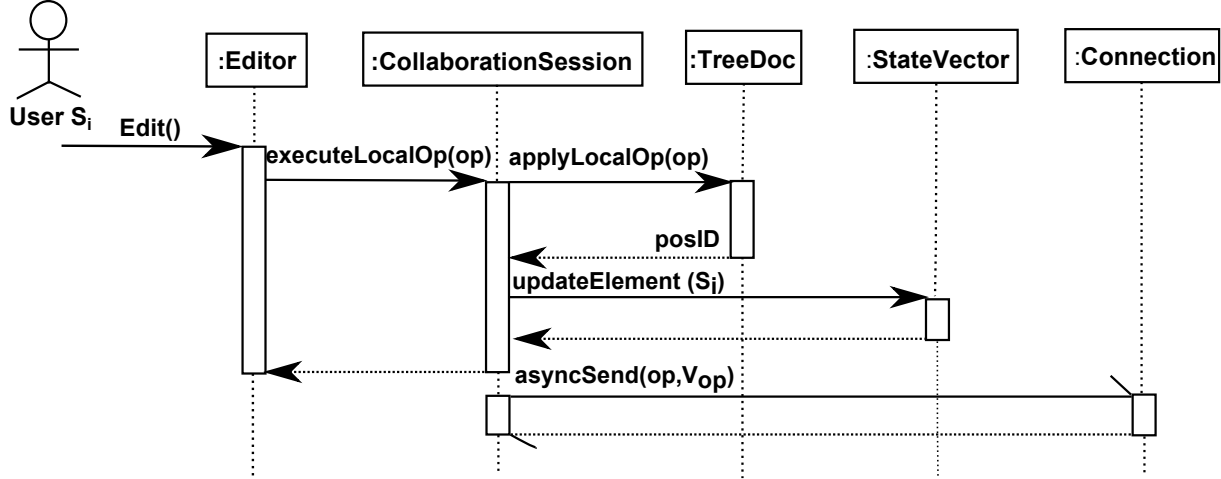 :Editor
:CollaborationSession
:TreeDoc
:StateVector
:Connection
User Si
Edit()
executeLocalOp(op)
applyLocalOp(op)
posID
updateElement (Si)
asyncSend(op,Vop)